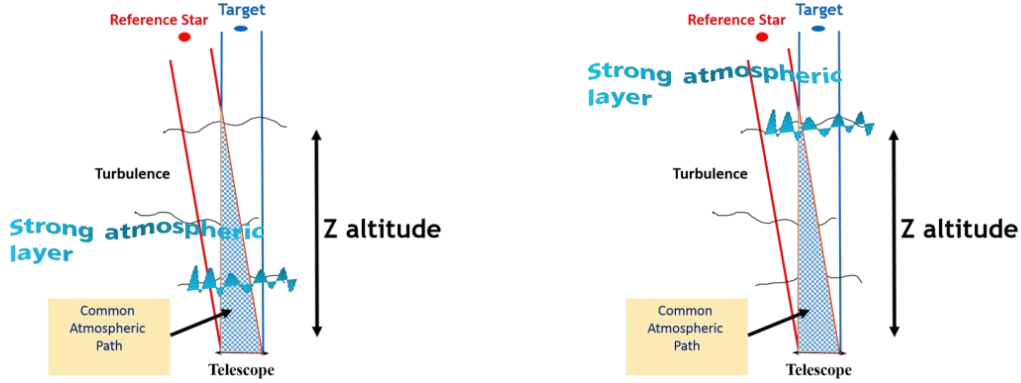 Target
Reference Star
Turbulence
Strong atmospheric
layer
Z altitude
Common
Atmospheric
Path
Telescope
Target
Reference Star
Strong atmospheric
layer
Turbulence
Z altitude
Common
Atmospheric
Path
Telescope